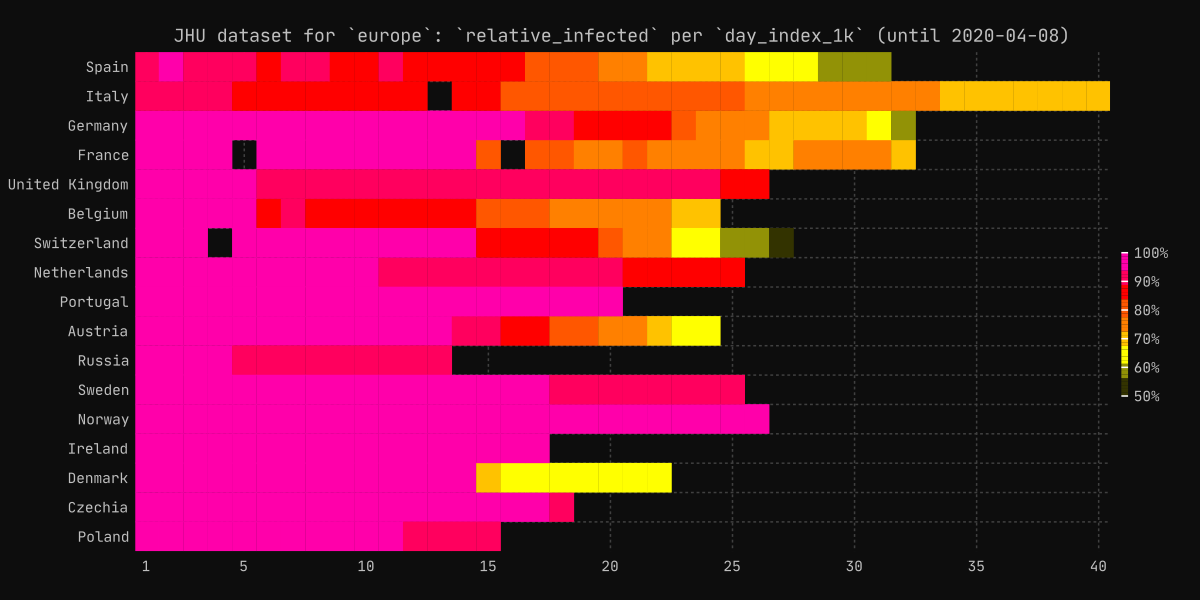 JHU dataset for `europe`: `relative_infected` per `day_index_1k` (until 2020-04-08)
Spain
Italy
Germany
France
United Kingdom
Belgium
Switzerland
Netherlands
Portugal
Austria
Russia
Sweden
Norway
Ireland
Denmark
Czechia
Poland
1 5 10 15 20 25 30 35 40
100%
90%
80%
70%
60%
50%